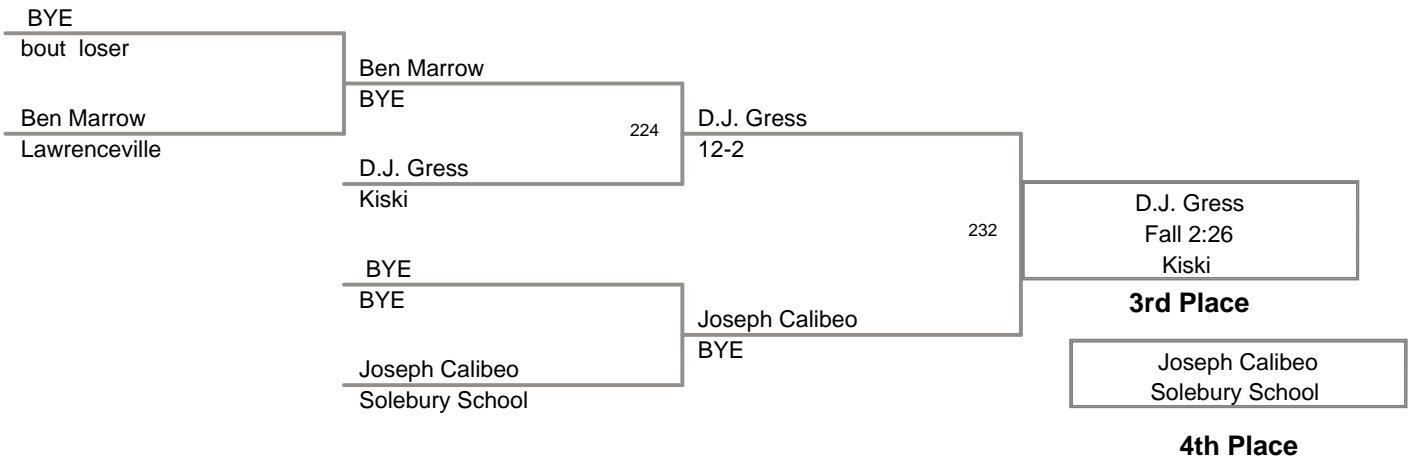 BYE
bout loser
Ben Marrow
Lawrenceville
Ben Marrow
BYE
224
D.J. Gress
Kiski
BYE
BYE
Joseph Calibeo
Solebury School
D.J. Gress
12-2
232
Joseph Calibeo
BYE
D.J. Gress
Fall 2:26
Kiski
3rd Place
Joseph Calibeo
Solebury School
4th Place